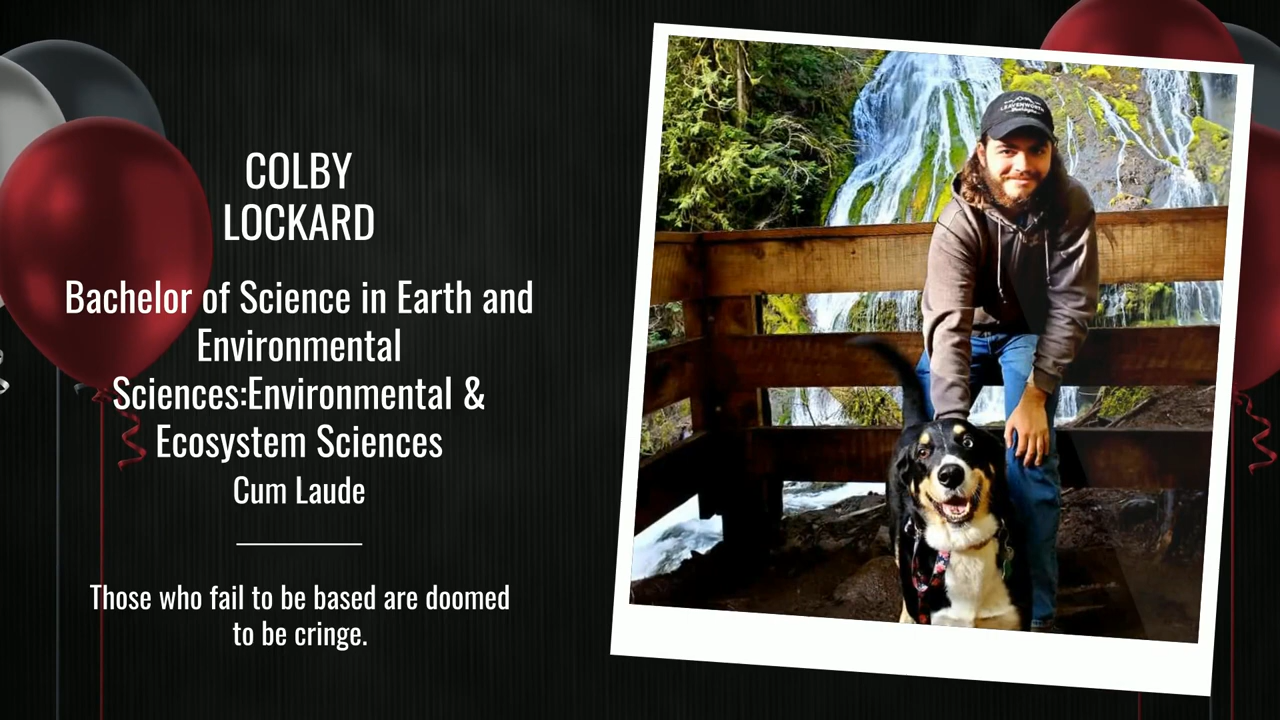 COLBY
LOCKARD
Bachelor of Science in Earth and
Environmental
Sciences:Environmental &
Ecosystem Sciences
Cum Laude
Those who fail to be based are doomed
to be cringe.
LEAVENWORTH